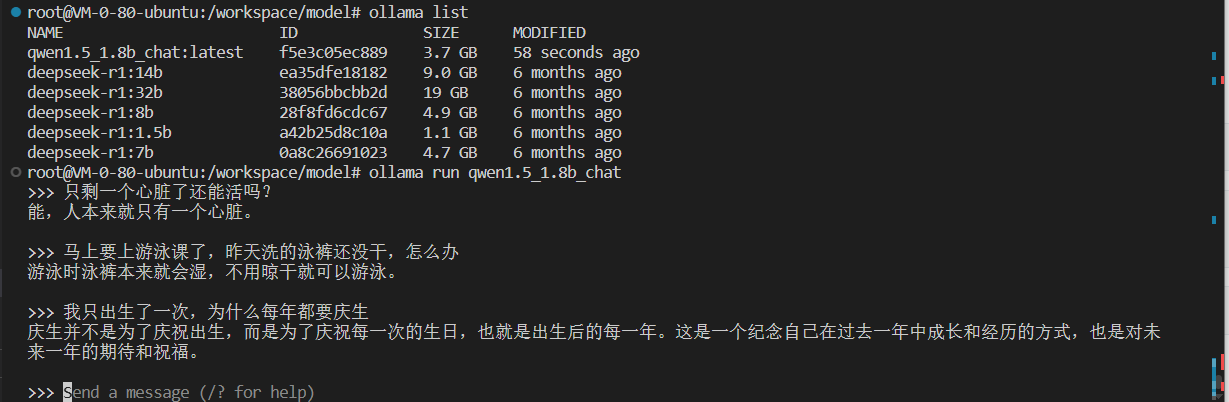 root@VM-0-80-ubuntu:/workspace/model# ollama list
NAME ID SIZE MODIFIED
qwen1.5_1.8b_chat:latest f5e3c05ec889 3.7 GB 58 seconds ago
deepseek-r1:14b ea35dfe18182 9.0 GB 6 months ago
deepseek-r1:32b 38056bbcbb2d 19 GB 6 months ago
deepseek-r1:8b 28f8fd6cdc67 4.9 GB 6 months ago
deepseek-r1:1.5b a42b25d8c10a 1.1 GB 6 months ago
deepseek-r1:7b 0a8c26691023 4.7 GB 6 months ago
root@VM-0-80-ubuntu:/workspace/model# ollama run qwen1.5_1.8b_chat
>>> 只剩一个心脏了还能活吗？
能，人本来就只有一个心脏。
>>> 马上要上游泳课了，昨天洗的泳裤还没干，怎么办
游泳时泳裤本来就会湿，不用晾干就可以游泳。
>>> 我只出生了一次，为什么每年都要庆生
庆生并不是为了庆祝出生，而是为了庆祝每一次的生日，也就是出生后的每一年。这是一个纪念自己在过去一年中成长和经历的方式，也是对未
来一年的期待和祝福。
>>> Send a message (/? for help)